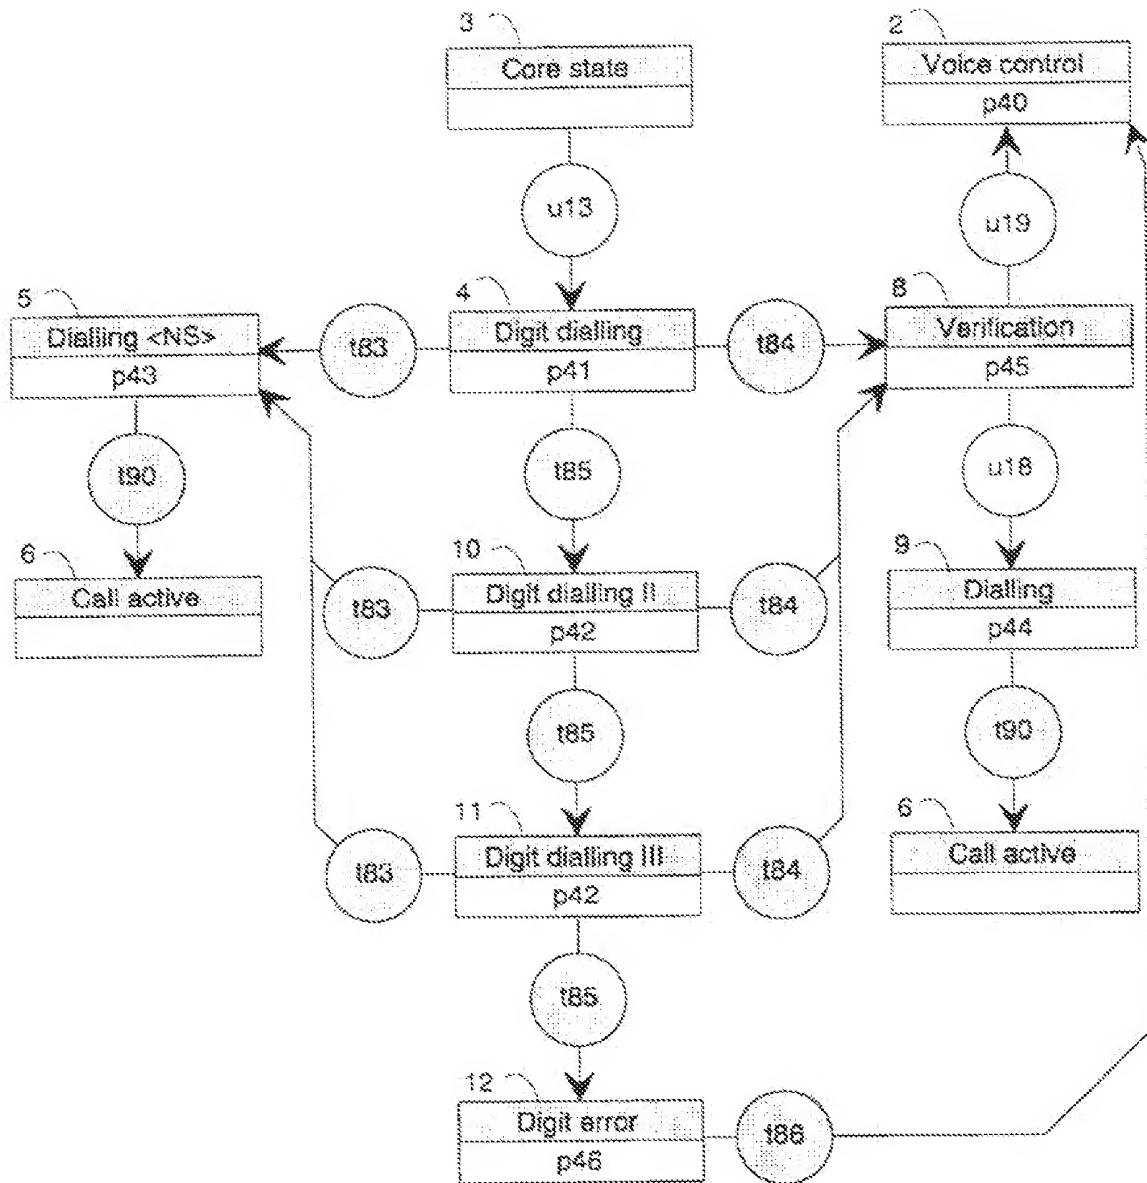 3
Core state
2
Voice control
p40
u13
u19
5
Dialling <NS>
p43
t83
4
Digit dialling
p41
t84
8
Verification
p45
t90
t85
u18
6
Call active
t83
10
Digit dialling II
p42
t84
9
Dialling
p44
t85
t90
t83
11
Digit dialling III
p42
t84
6
Call active
t85
12
Digit error
p46
t86